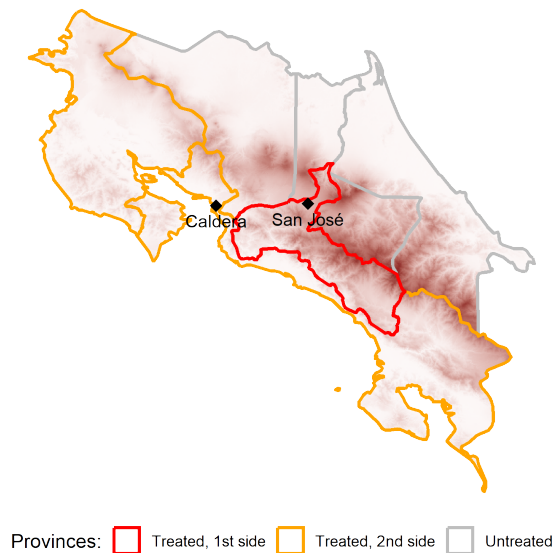 Caldera
San José
Provinces: Treated, 1st side Treated, 2nd side Untreated